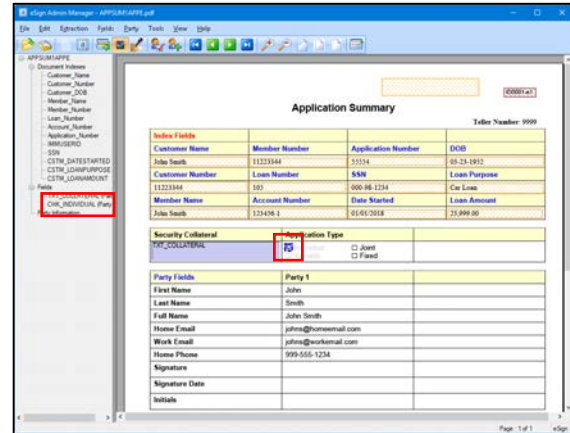 eSign Admin Manager - APPSUM1APPE.pdf
File Edit Extraction Fields Party Tools View Help
APPSUM1APPE
Document Indexes
Customer_Name
Customer_Number
Customer_DOB
Member_Name
Member_Number
Loan_Number
Account_Number
Application_Number
IMMUSERID
SSN
CSTM_DATESTARTED
CSTM_LOANPURPOSE
CSTM_LOANAMOUNT
Fields
TXT_COLLATERAL (Par
CHK_INDIVIDUAL (Party
Party Information
Application Summary
Teller Number: 9999
Index Fields
Customer Name Member Number Application Number DOB
John Smith 11223344 55554 03-23-1952
Customer Number Loan Number SSN Loan Purpose
11223344 103 000-98-1234 Car Loan
Member Name Account Number Date Started Loan Amount
John Smith 123456-1 01/01/2018 25,999.00
Security Collateral Application Type
TXT_COLLATERAL Joint
Fixed
Party Fields Party 1
First Name John
Last Name Smith
Full Name John Smith
Home Email johns@homeemail.com
Work Email johns@workemail.com
Home Phone 999-555-1234
Signature
Signature Date
Initials
Page : 1 of 1 eSign